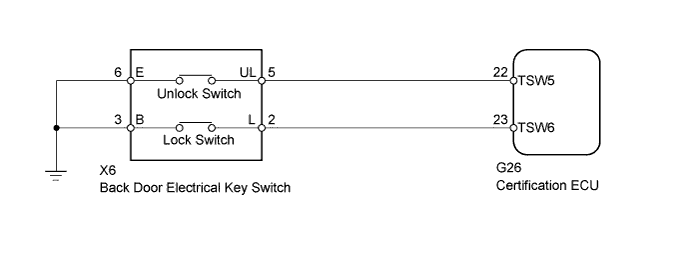 6 E UL 5 22 TSW5
Unlock Switch
3 B L 2 23 TSW6
Lock Switch
X6
Back Door Electrical Key Switch
G26
Certification ECU